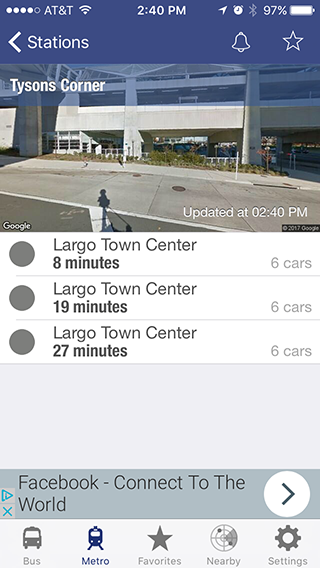 AT&T 2:40 PM 97%
Stations
Tysons Corner
Updated at 02:40 PM
Google © 2017 Google
Largo Town Center
8 minutes 6 cars
Largo Town Center
19 minutes 6 cars
Largo Town Center
27 minutes 6 cars
Facebook - Connect To The
World
Bus Metro Favorites Nearby Settings